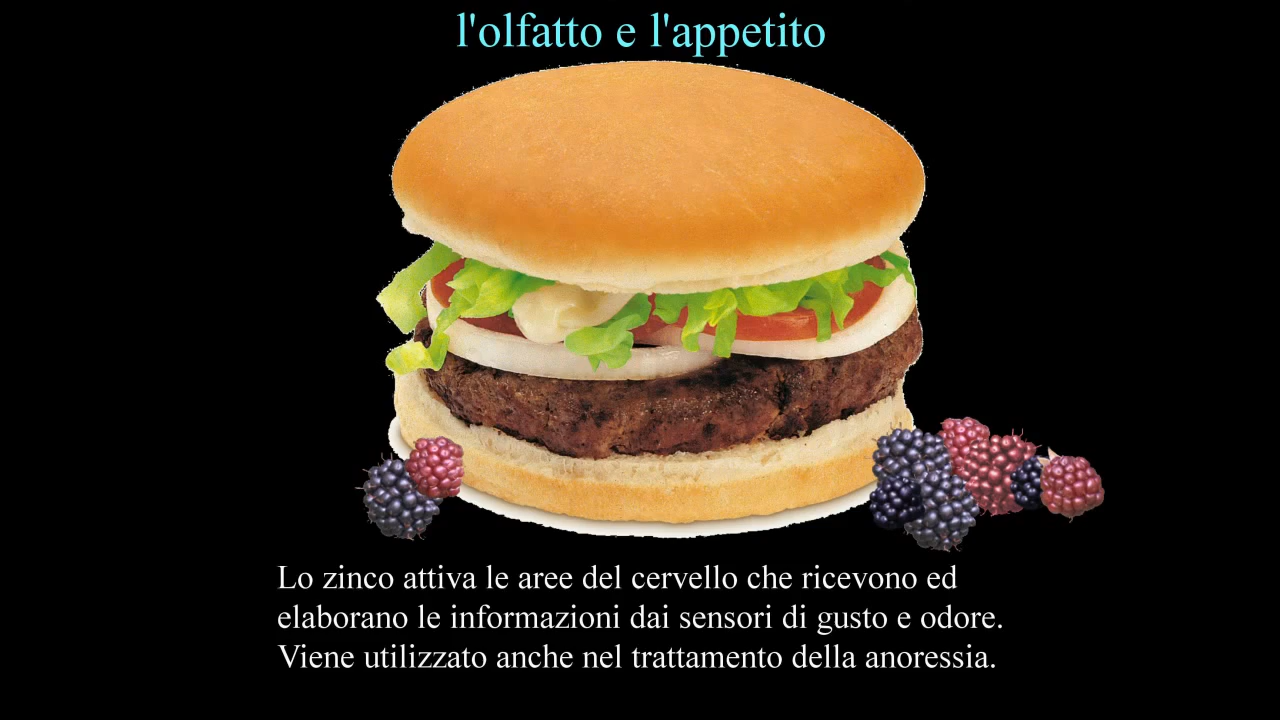 l'olfatto e l'appetito
Lo zinco attiva le aree del cervello che ricevono ed
elaborano le informazioni dai sensori di gusto e odore.
Viene utilizzato anche nel trattamento della anoressia.